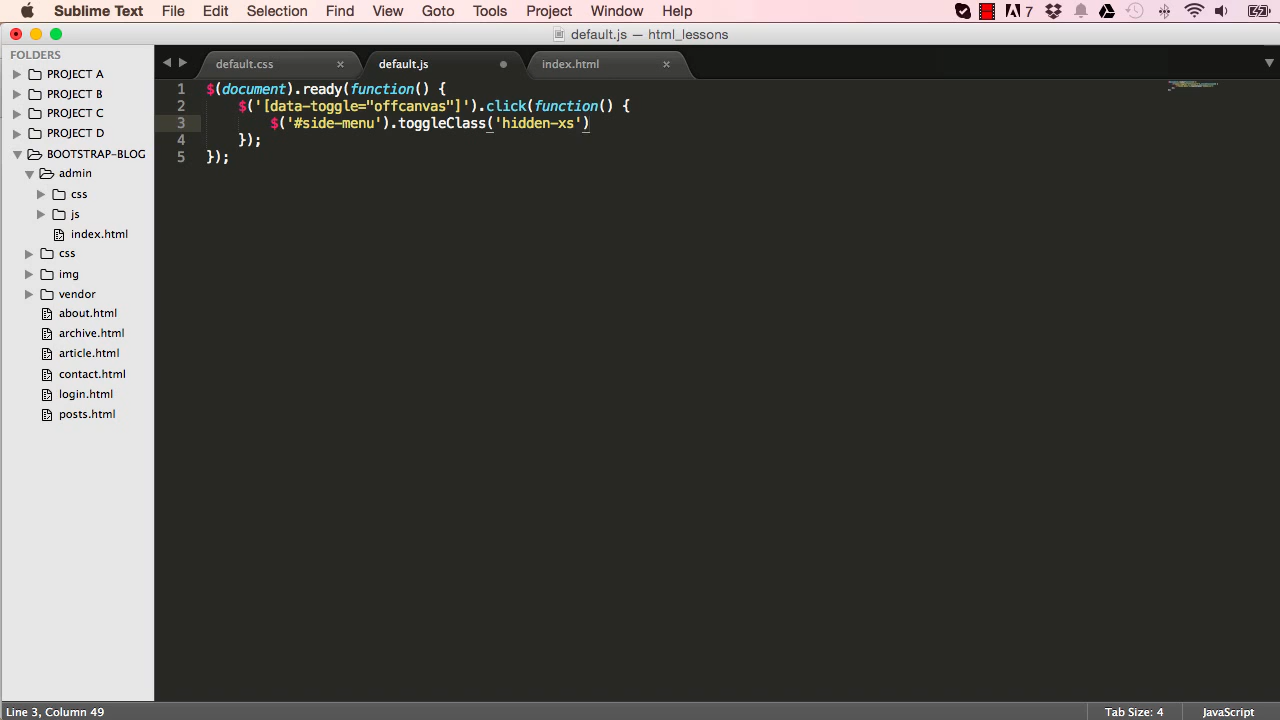 Sublime Text File Edit Selection Find View Goto Tools Project Window Help 7
default.js — html_lessons
FOLDERS
PROJECT A
PROJECT B
PROJECT C
PROJECT D
BOOTSTRAP-BLOG
admin
css
js
index.html
css
img
vendor
about.html
archive.html
article.html
contact.html
login.html
posts.html
default.css
default.js
index.html
1 $(document).ready(function() {
2 $('[data-toggle="offcanvas"]').click(function() {
3 $('#side-menu').toggleClass('hidden-xs')
4 });
5 });
Line 3, Column 49
Tab Size: 4
JavaScript